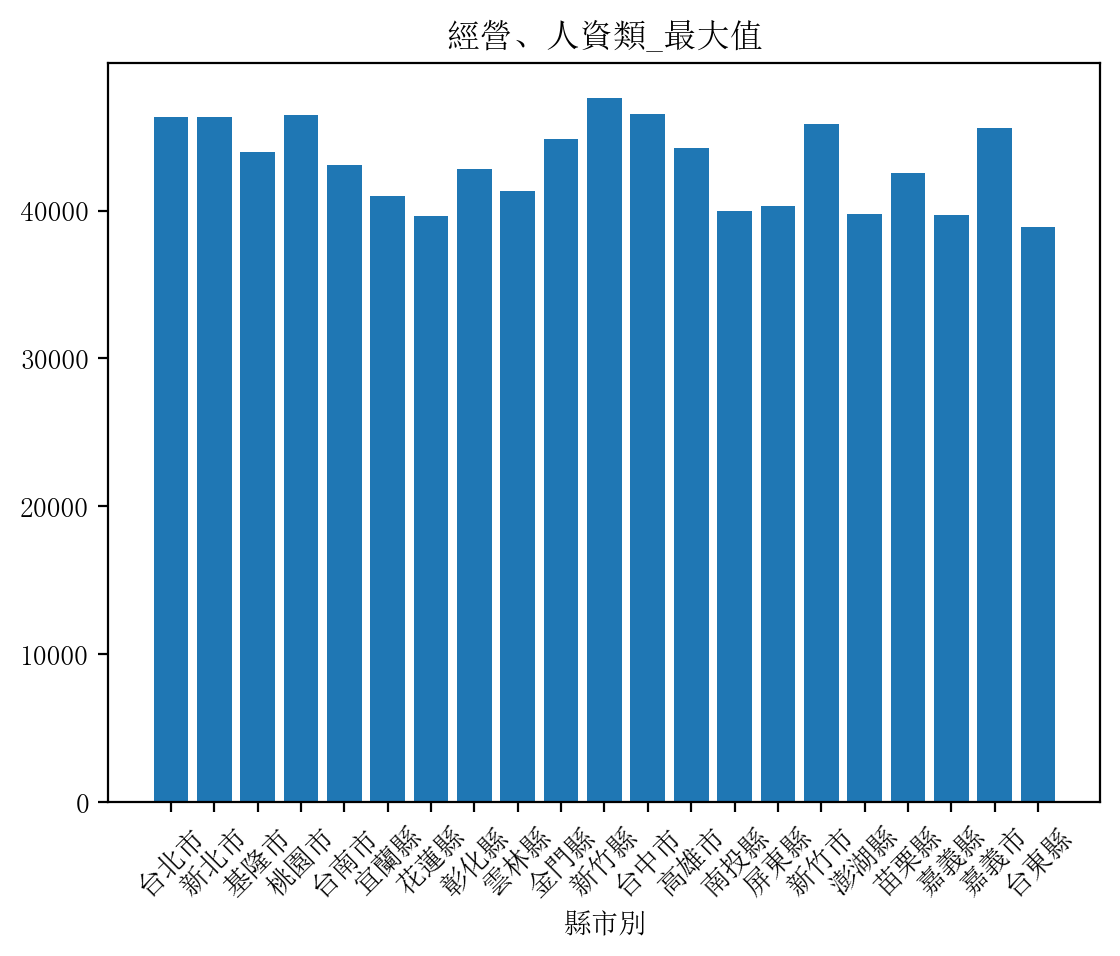 經營、人資類_最大值
40000
30000
20000
10000
0
台北市
新北市
基隆市
桃園市
台南市
宜蘭縣
花蓮縣
彰化縣
雲林縣
金門縣
新竹縣
台中市
高雄市
南投縣
屏東縣
新竹市
澎湖縣
苗栗縣
嘉義縣
嘉義市
台東縣
縣市別